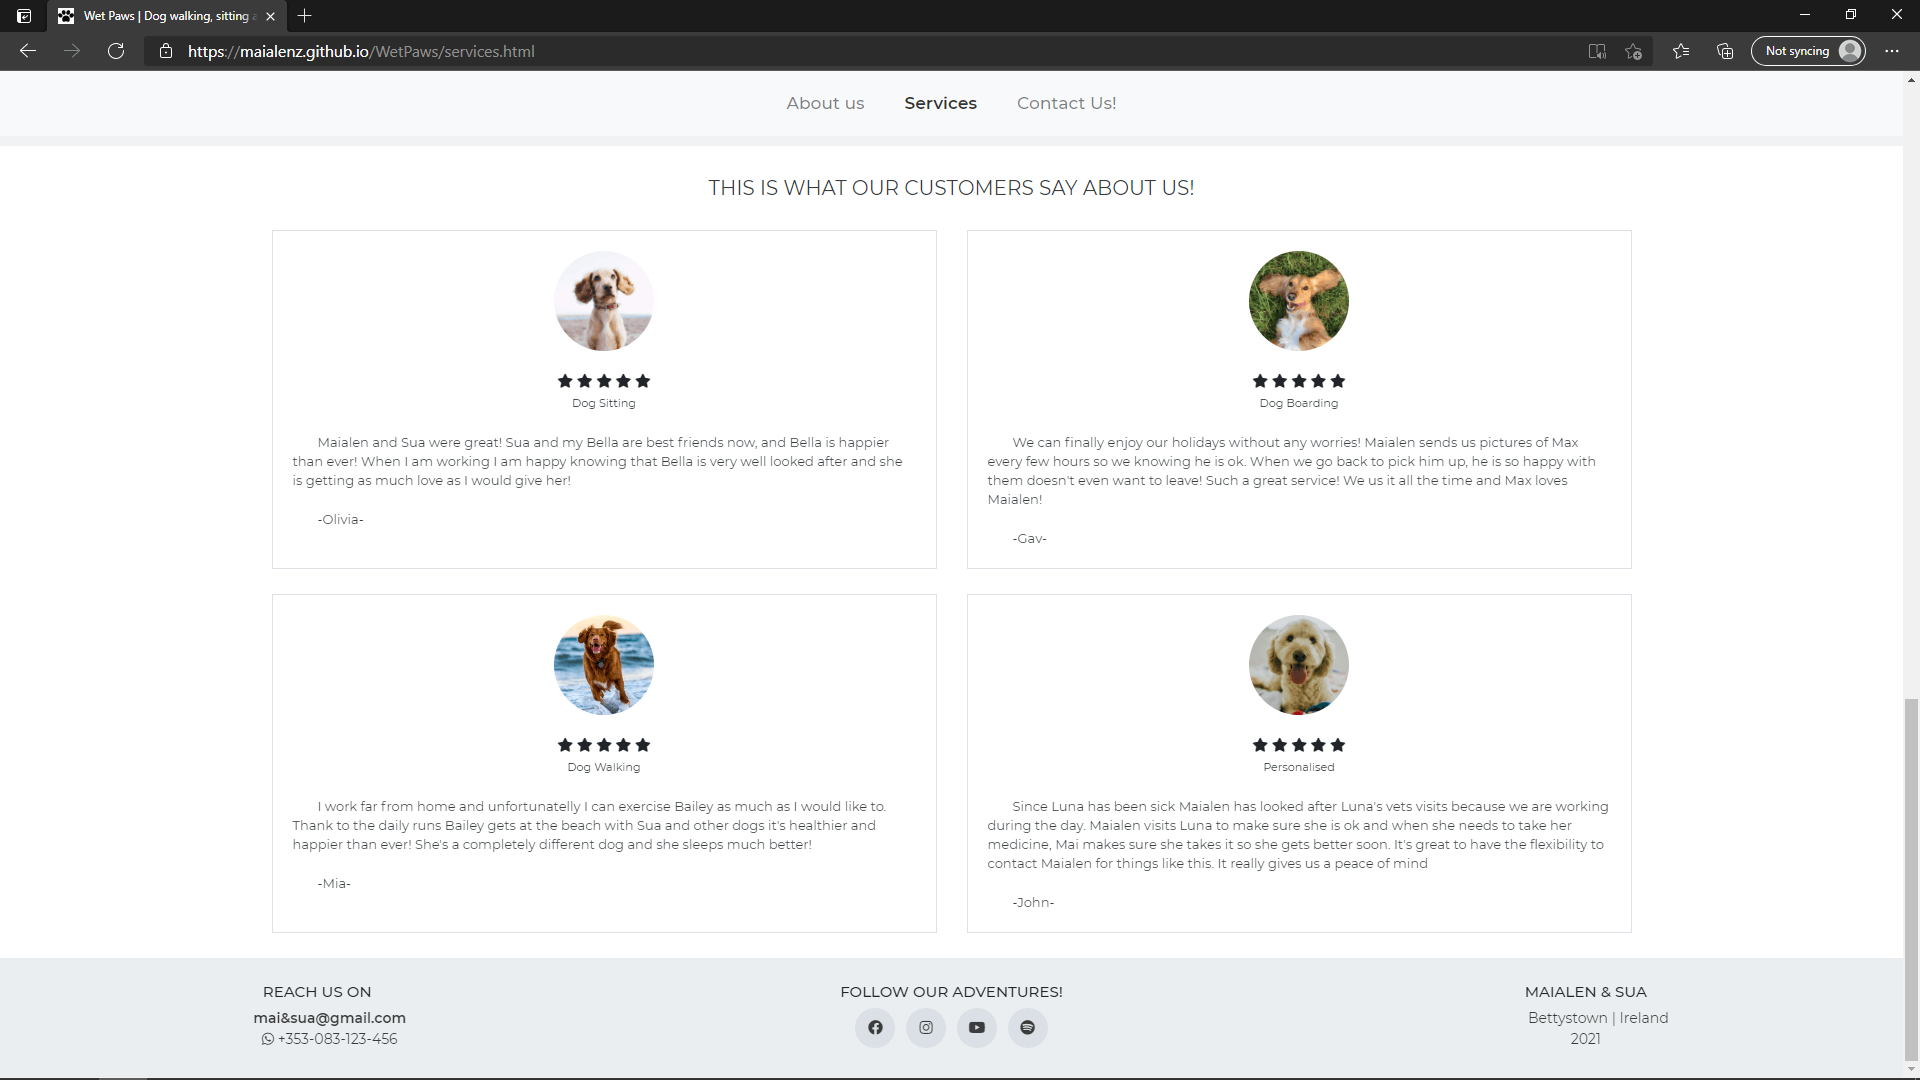 Wet Paws | Dog walking, sitting a
https://maialenz.github.io/WetPaws/services.html
Not syncing
About us
Services
Contact Us!
THIS IS WHAT OUR CUSTOMERS SAY ABOUT US!
Dog Sitting
Maialen and Sua were great! Sua and my Bella are best friends now, and Bella is happier
than ever! When I am working I am happy knowing that Bella is very well looked after and she
is getting as much love as I would give her!
-Olivia-
Dog Boarding
We can finally enjoy our holidays without any worries! Maialen sends us pictures of Max
every few hours so we knowing he is ok. When we go back to pick him up, he is so happy with
them doesn't even want to leave! Such a great service! We us it all the time and Max loves
Maialen!
-Gav-
Dog Walking
I work far from home and unfortunatelly I can exercise Bailey as much as I would like to.
Thank to the daily runs Bailey gets at the beach with Sua and other dogs it's healthier and
happier than ever! She's a completely different dog and she sleeps much better!
-Mia-
Personalised
Since Luna has been sick Maialen has looked after Luna's vets visits because we are working
during the day. Maialen visits Luna to make sure she is ok and when she needs to take her
medicine, Mai makes sure she takes it so she gets better soon. It's great to have the flexibility to
contact Maialen for things like this. It really gives us a peace of mind
-John-
REACH US ON
mai&sua@gmail.com
+353-083-123-456
FOLLOW OUR ADVENTURES!
MAIALEN & SUA
Bettystown | Ireland
2021